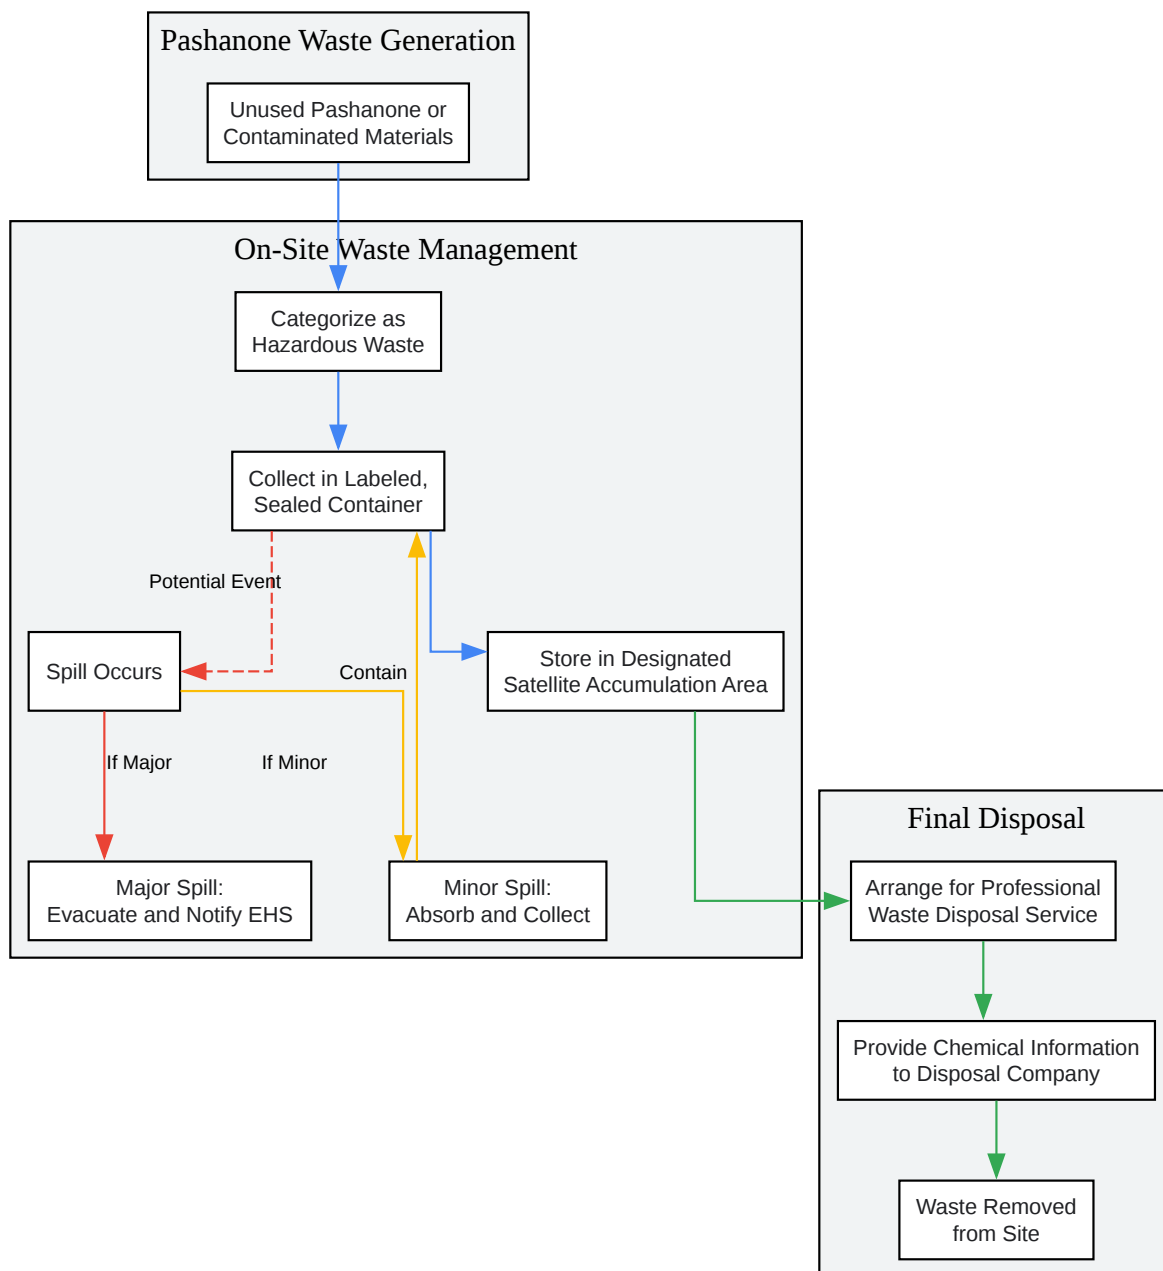 Pashanone Waste Generation
Unused Pashanone or
Contaminated Materials
On-Site Waste Management
Categorize as
Hazardous Waste
Collect in Labeled,
Sealed Container
Potential Event
Spill Occurs
Contain
Store in Designated
Satellite Accumulation Area
If Major
If Minor
Major Spill:
Evacuate and Notify EHS
Minor Spill:
Absorb and Collect
Final Disposal
Arrange for Professional
Waste Disposal Service
Provide Chemical Information
to Disposal Company
Waste Removed
from Site